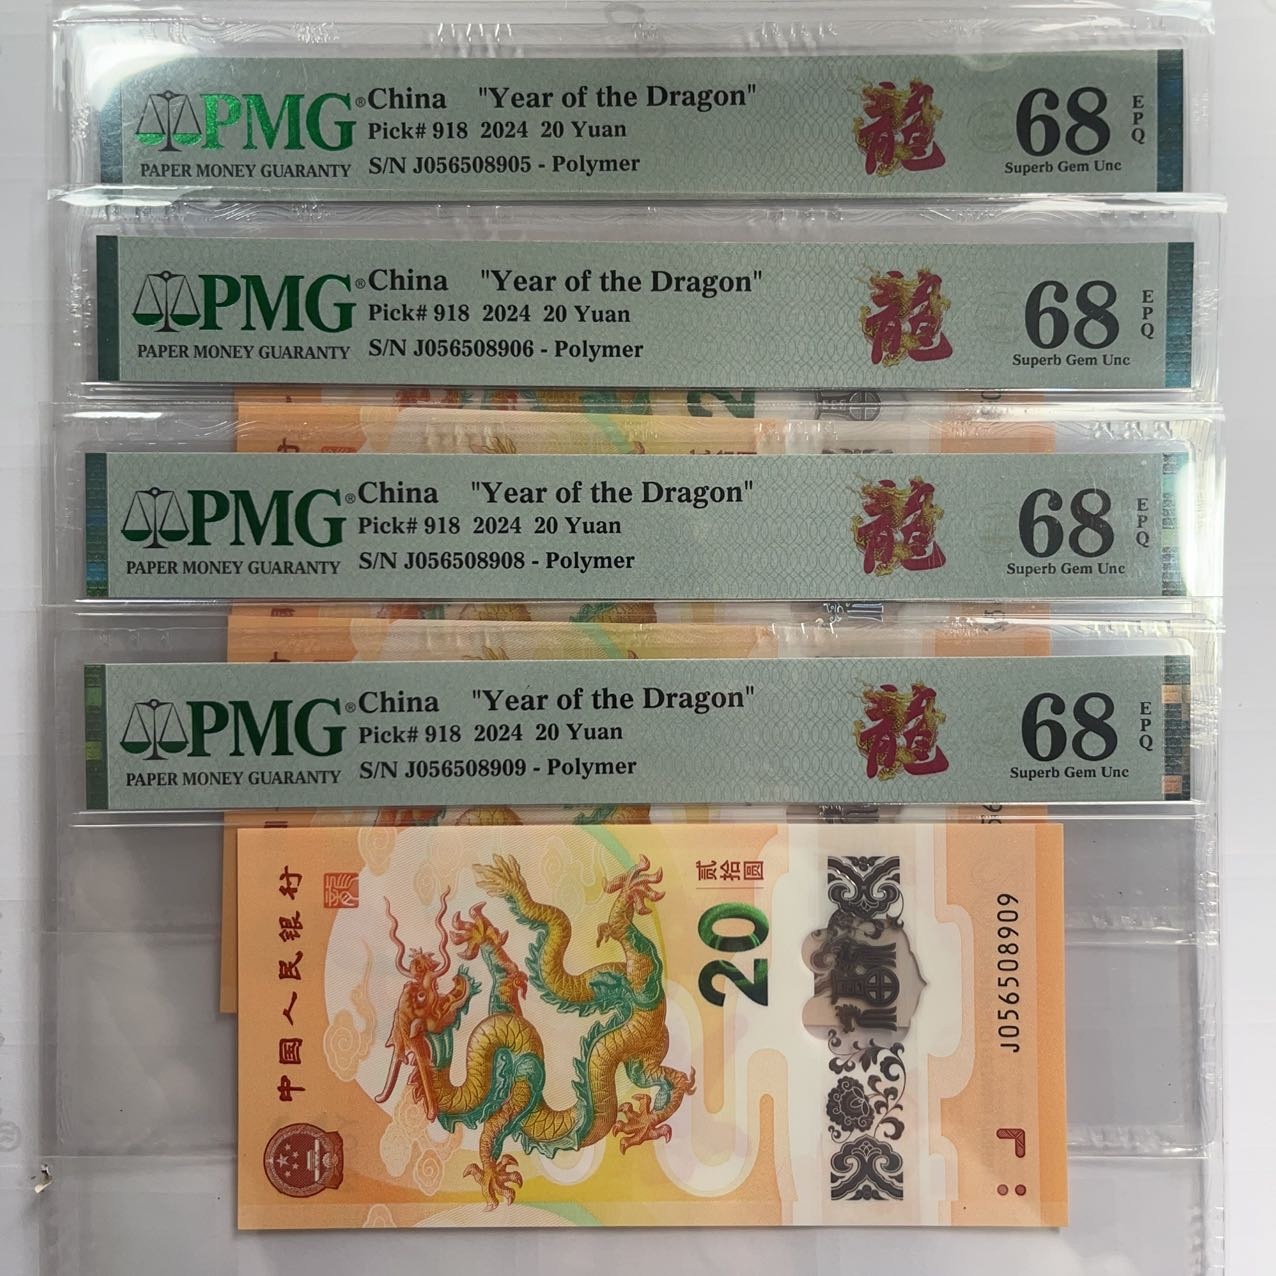 PMG® China "Year of the Dragon"
Pick# 918 2024 20 Yuan
PAPER MONEY GUARANTY
S/N J056508905 - Polymer
龍
68
EPQ
Superb Gem Unc
PMG® China "Year of the Dragon"
Pick# 918 2024 20 Yuan
PAPER MONEY GUARANTY
S/N J056508906 - Polymer
龍
68
EPQ
Superb Gem Unc
2
PMG® China "Year of the Dragon"
Pick# 918 2024 20 Yuan
PAPER MONEY GUARANTY
S/N J056508908 - Polymer
龍
68
EPQ
Superb Gem Unc
PMG® China "Year of the Dragon"
Pick# 918 2024 20 Yuan
PAPER MONEY GUARANTY
S/N J056508909 - Polymer
龍
68
EPQ
Superb Gem Unc
中国人民银行
贰拾圆
20
J056508909